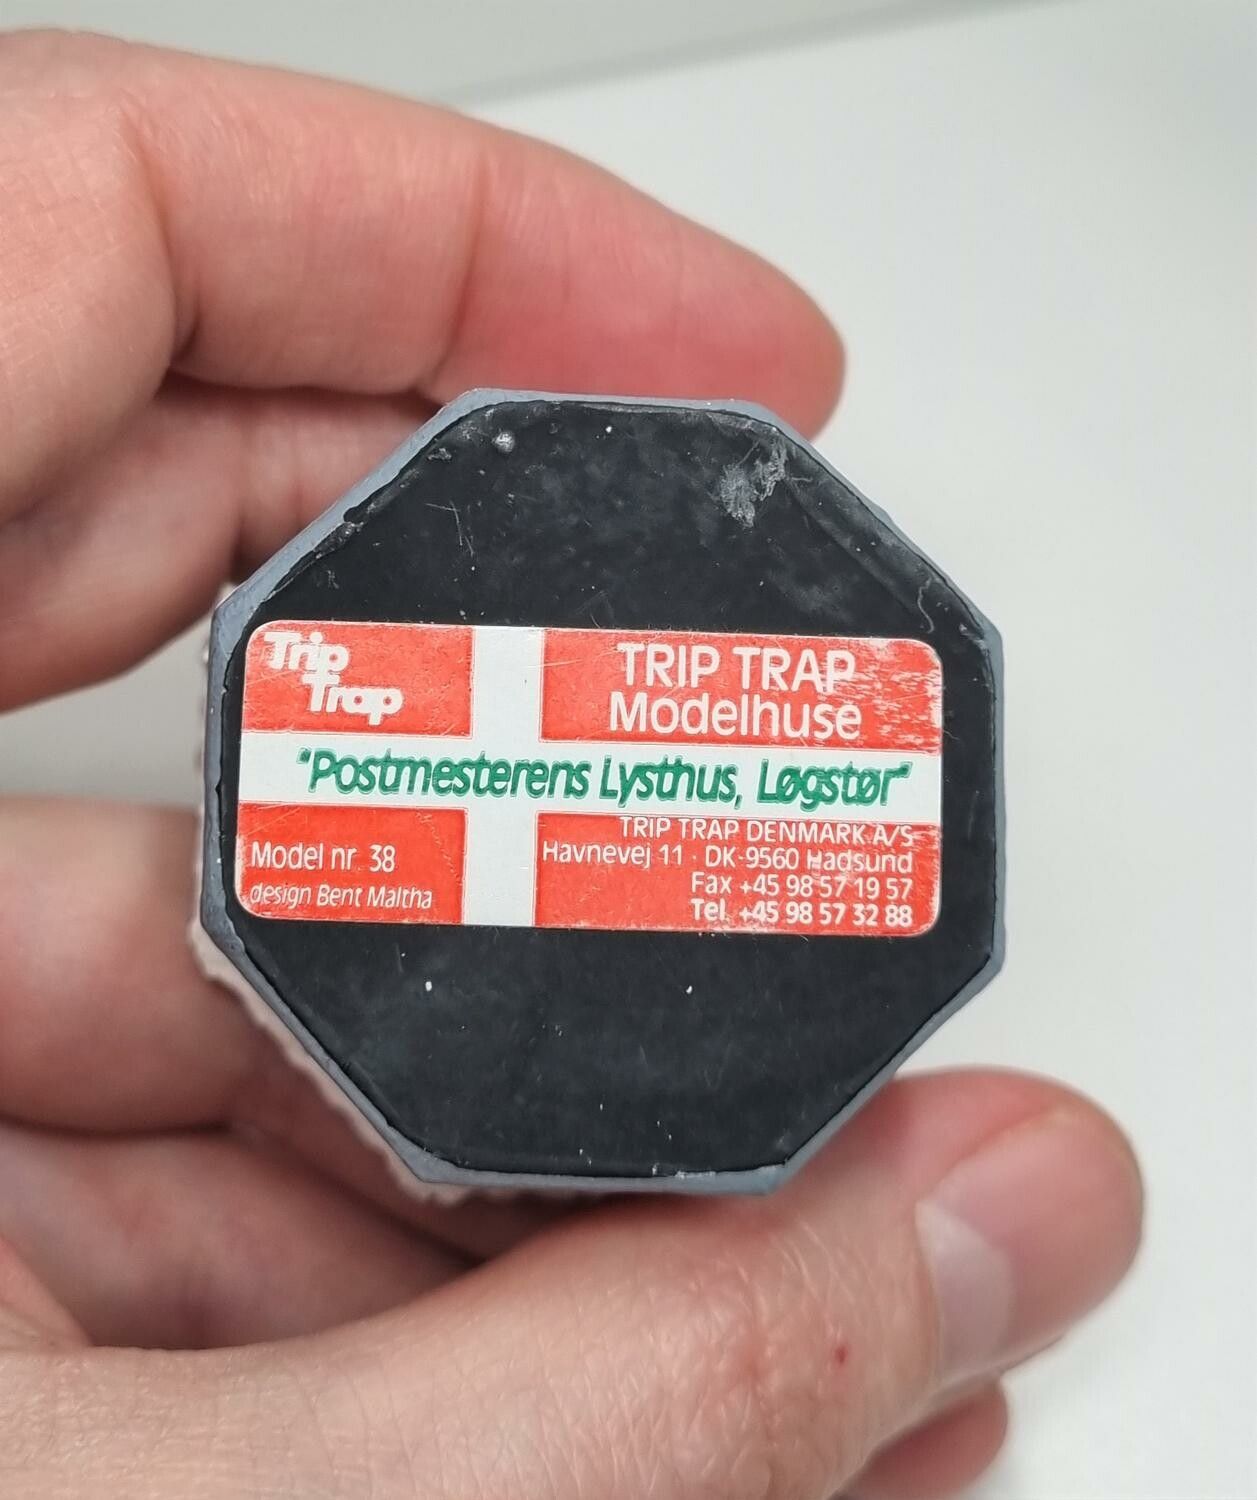 Trip
Trap
TRIP TRAP
Modelhuse
"Postmesterens Lysthus, Løgstør"
Model nr. 38
design Bent Maltha
TRIP TRAP DENMARK A/S
Havnevej 11 · DK-9560 Hadsund
Fax +45 98 57 19 57
Tel. +45 98 57 32 88